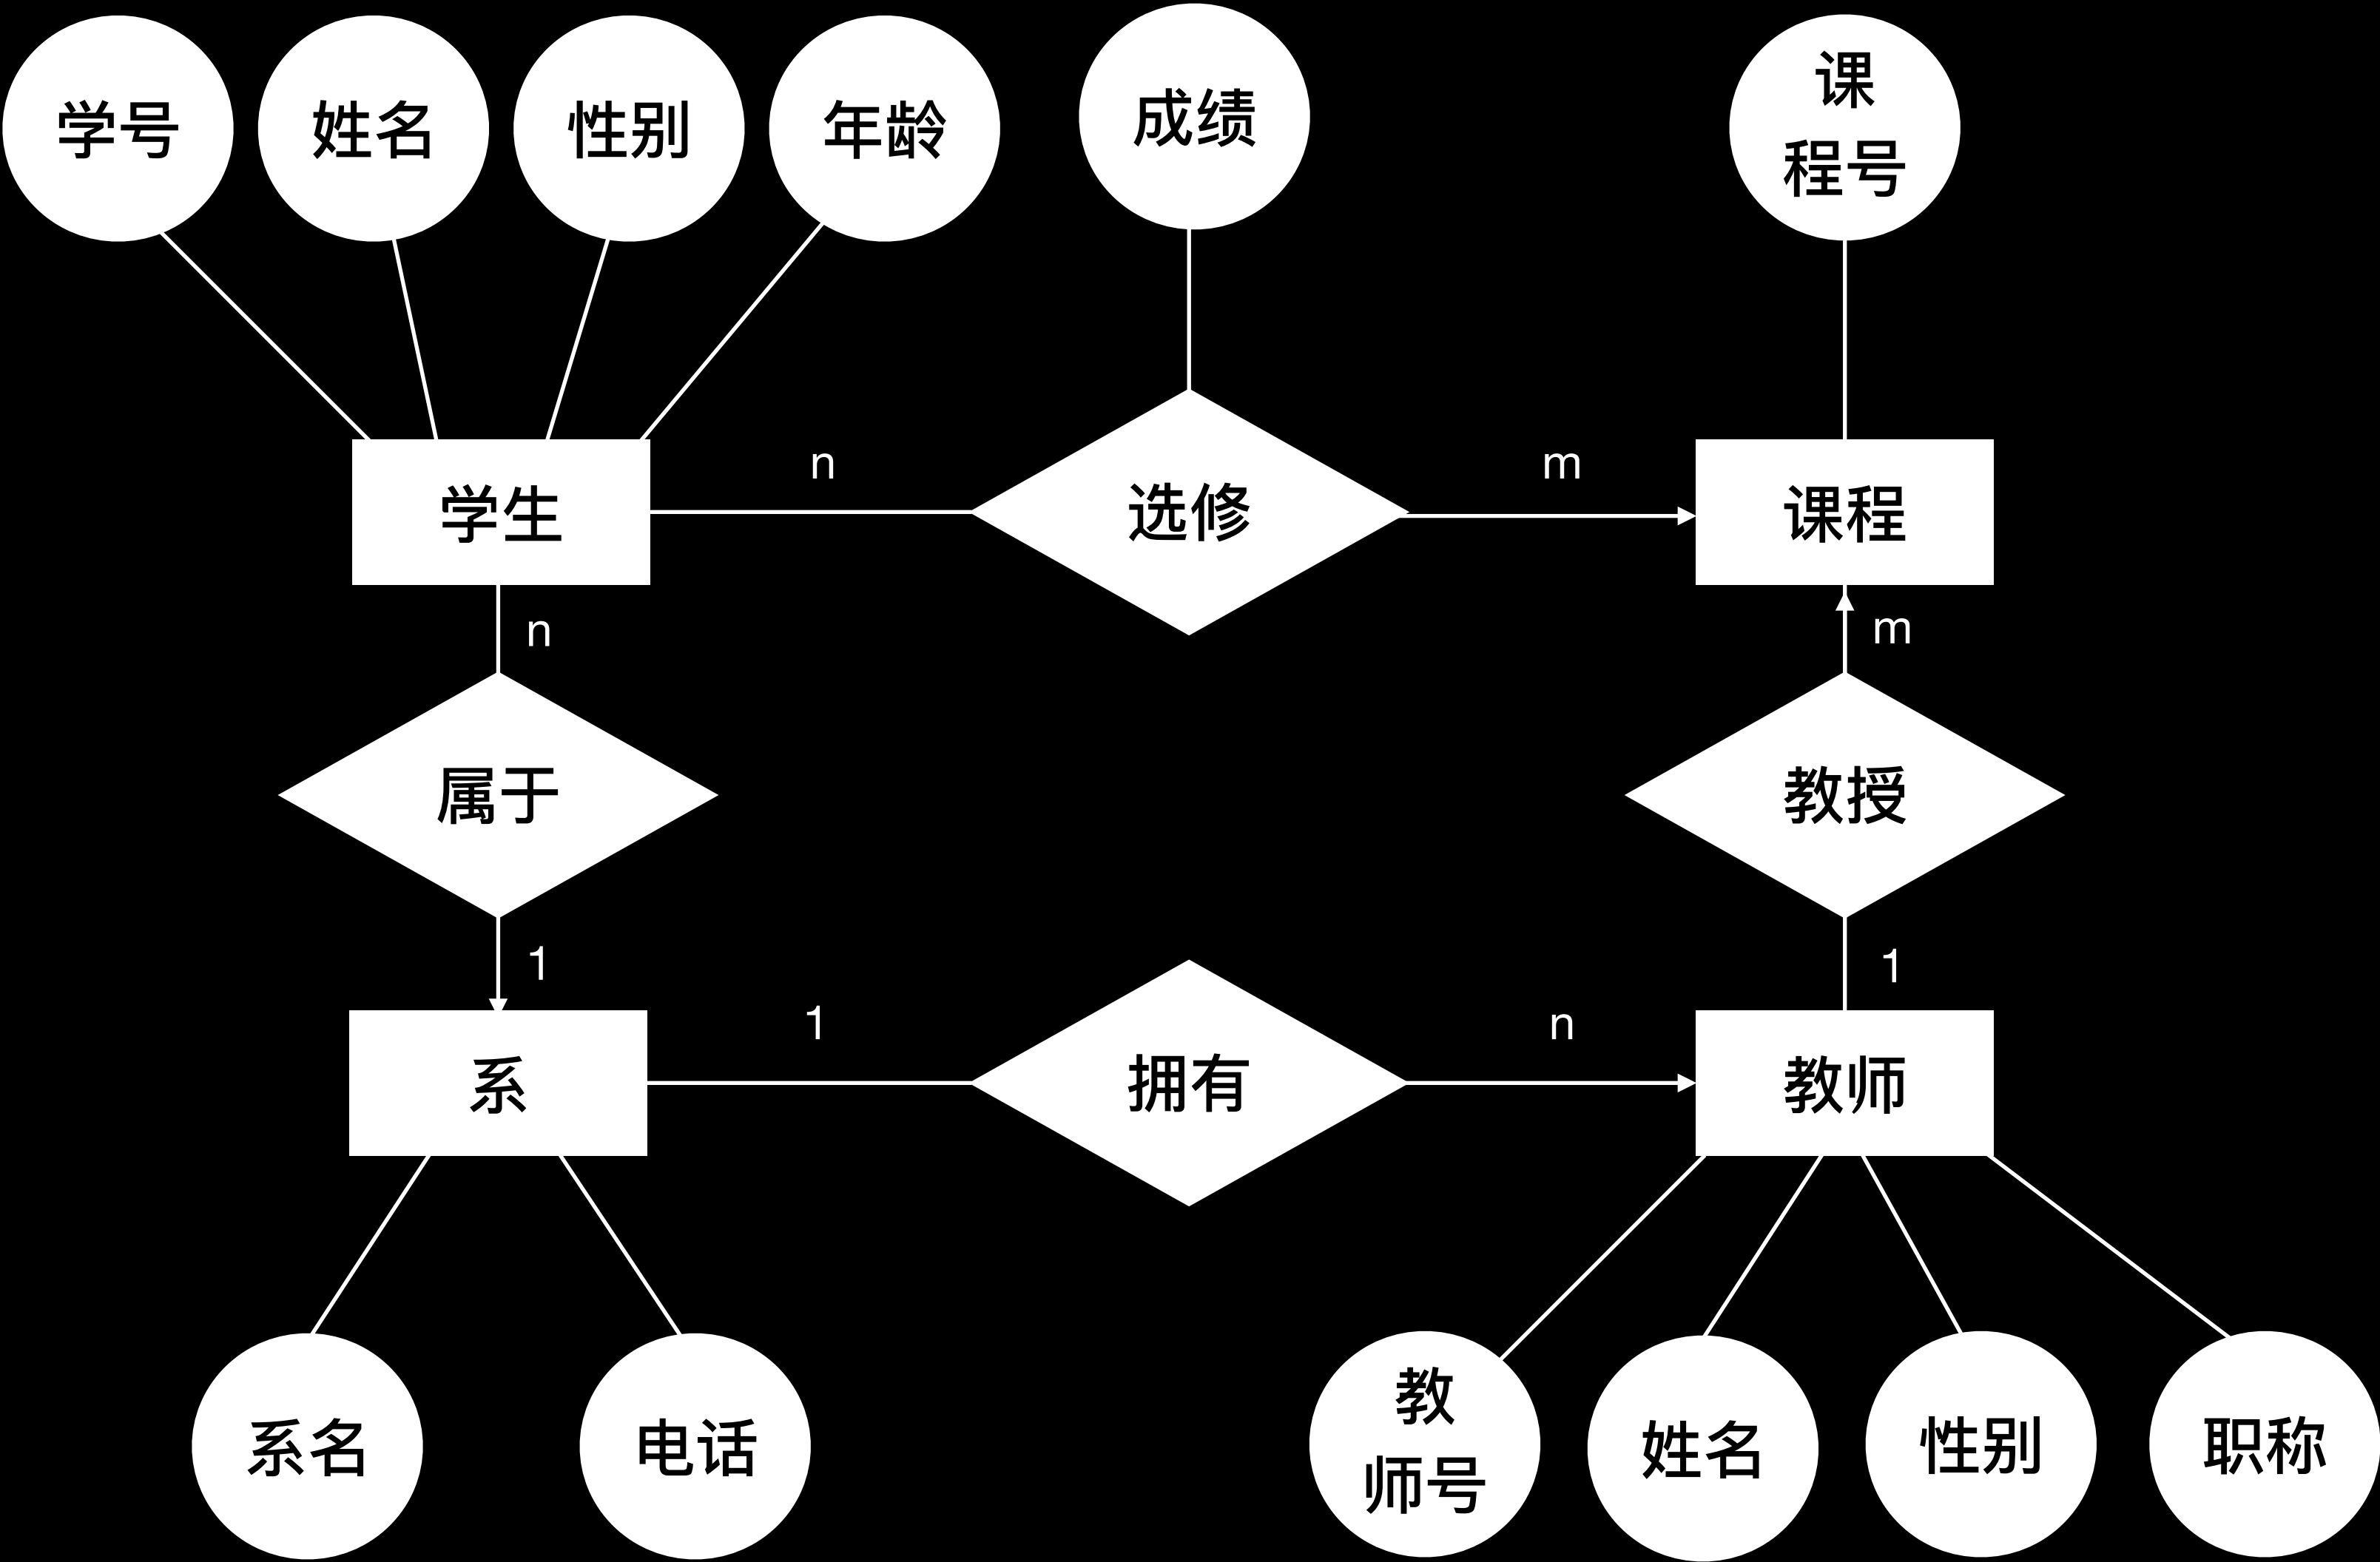 学号
姓名
性别
年龄
成绩
课
程号
n
m
学生
选修
课程
n
m
属于
教授
1
1
1
n
系
拥有
教师
系名
电话
教
师号
姓名
性别
职称